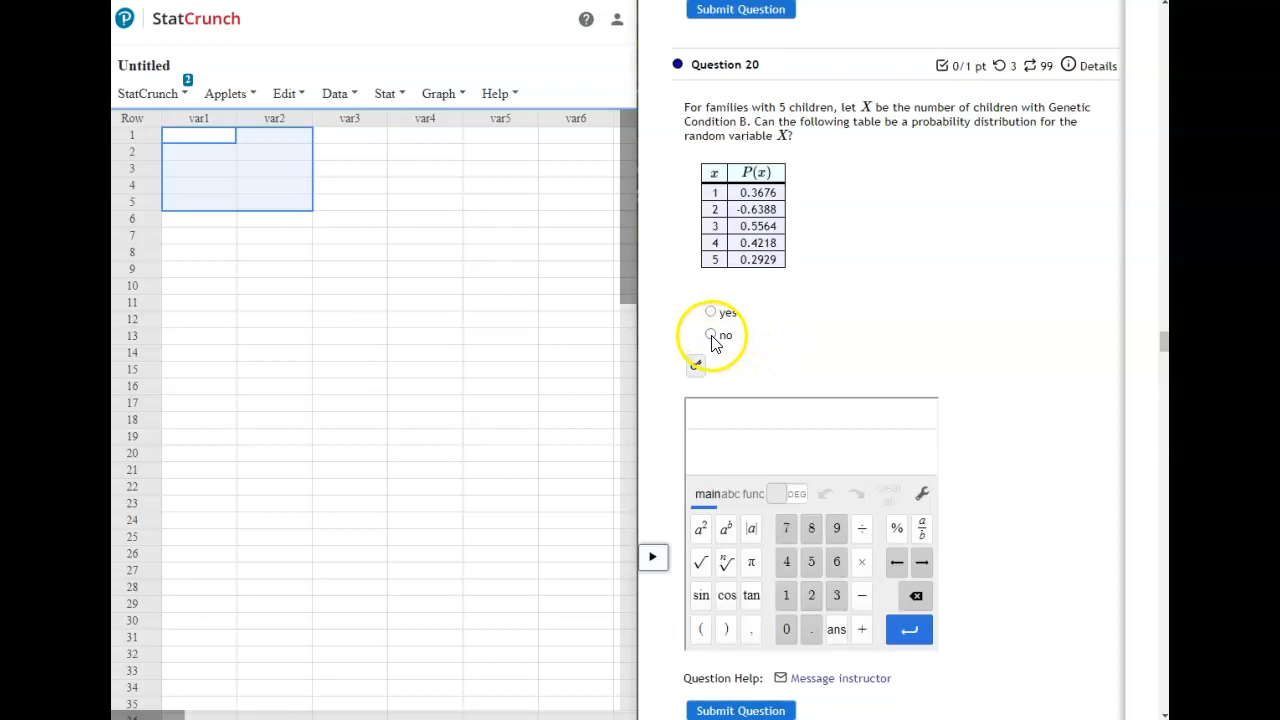 StatCrunch
Untitled
2
StatCrunch Applets Edit Data Stat Graph Help
Row var1 var2 var3 var4 var5 var6
1
2
3
4
5
6
7
8
9
10
11
12
13
14
15
16
17
18
19
20
21
22
23
24
25
26
27
28
29
30
31
32
33
34
35
Submit Question
Question 20
0/1 pt 3 99 Details
For families with 5 children, let X be the number of children with Genetic
Condition B. Can the following table be a probability distribution for the
random variable X?
x P(x)
1 0.3676
2 -0.6388
3 0.5564
4 0.4218
5 0.2929
yes
no
main abc func DEG
a² aᵇ |a| 7 8 9 ÷ % a/b
√ ⁿ√ π 4 5 6 × ← →
sin cos tan 1 2 3 −
( ) , 0 . ans +
Question Help: Message instructor
Submit Question